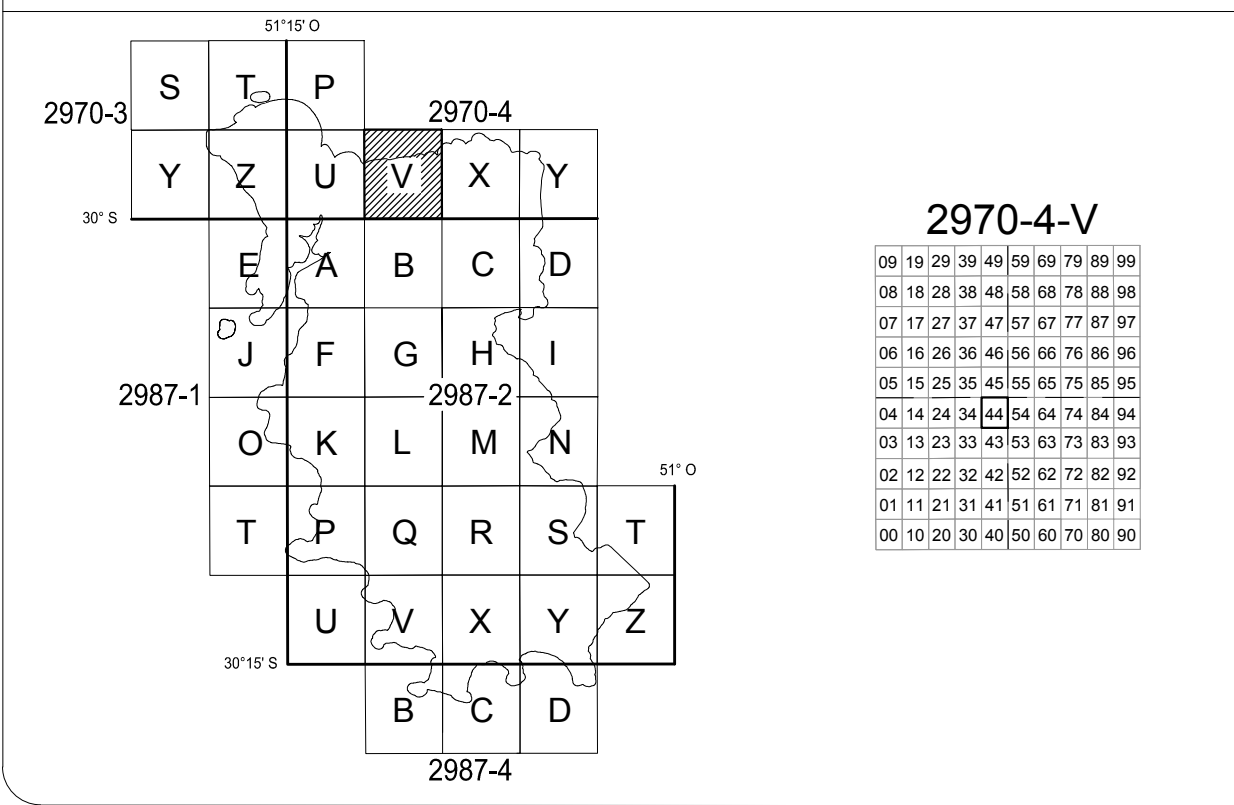 51°15' O
S T P
2970-3 2970-4
Y Z U V X Y
30° S
E A B C D
J F G H I
2987-1 2987-2
O K L M N
51° O
T P Q R S T
U V X Y Z
30°15' S
B C D
2987-4
2970-4-V
09 19 29 39 49 59 69 79 89 99
08 18 28 38 48 58 68 78 88 98
07 17 27 37 47 57 67 77 87 97
06 16 26 36 46 56 66 76 86 96
05 15 25 35 45 55 65 75 85 95
04 14 24 34 44 54 64 74 84 94
03 13 23 33 43 53 63 73 83 93
02 12 22 32 42 52 62 72 82 92
01 11 21 31 41 51 61 71 81 91
00 10 20 30 40 50 60 70 80 90